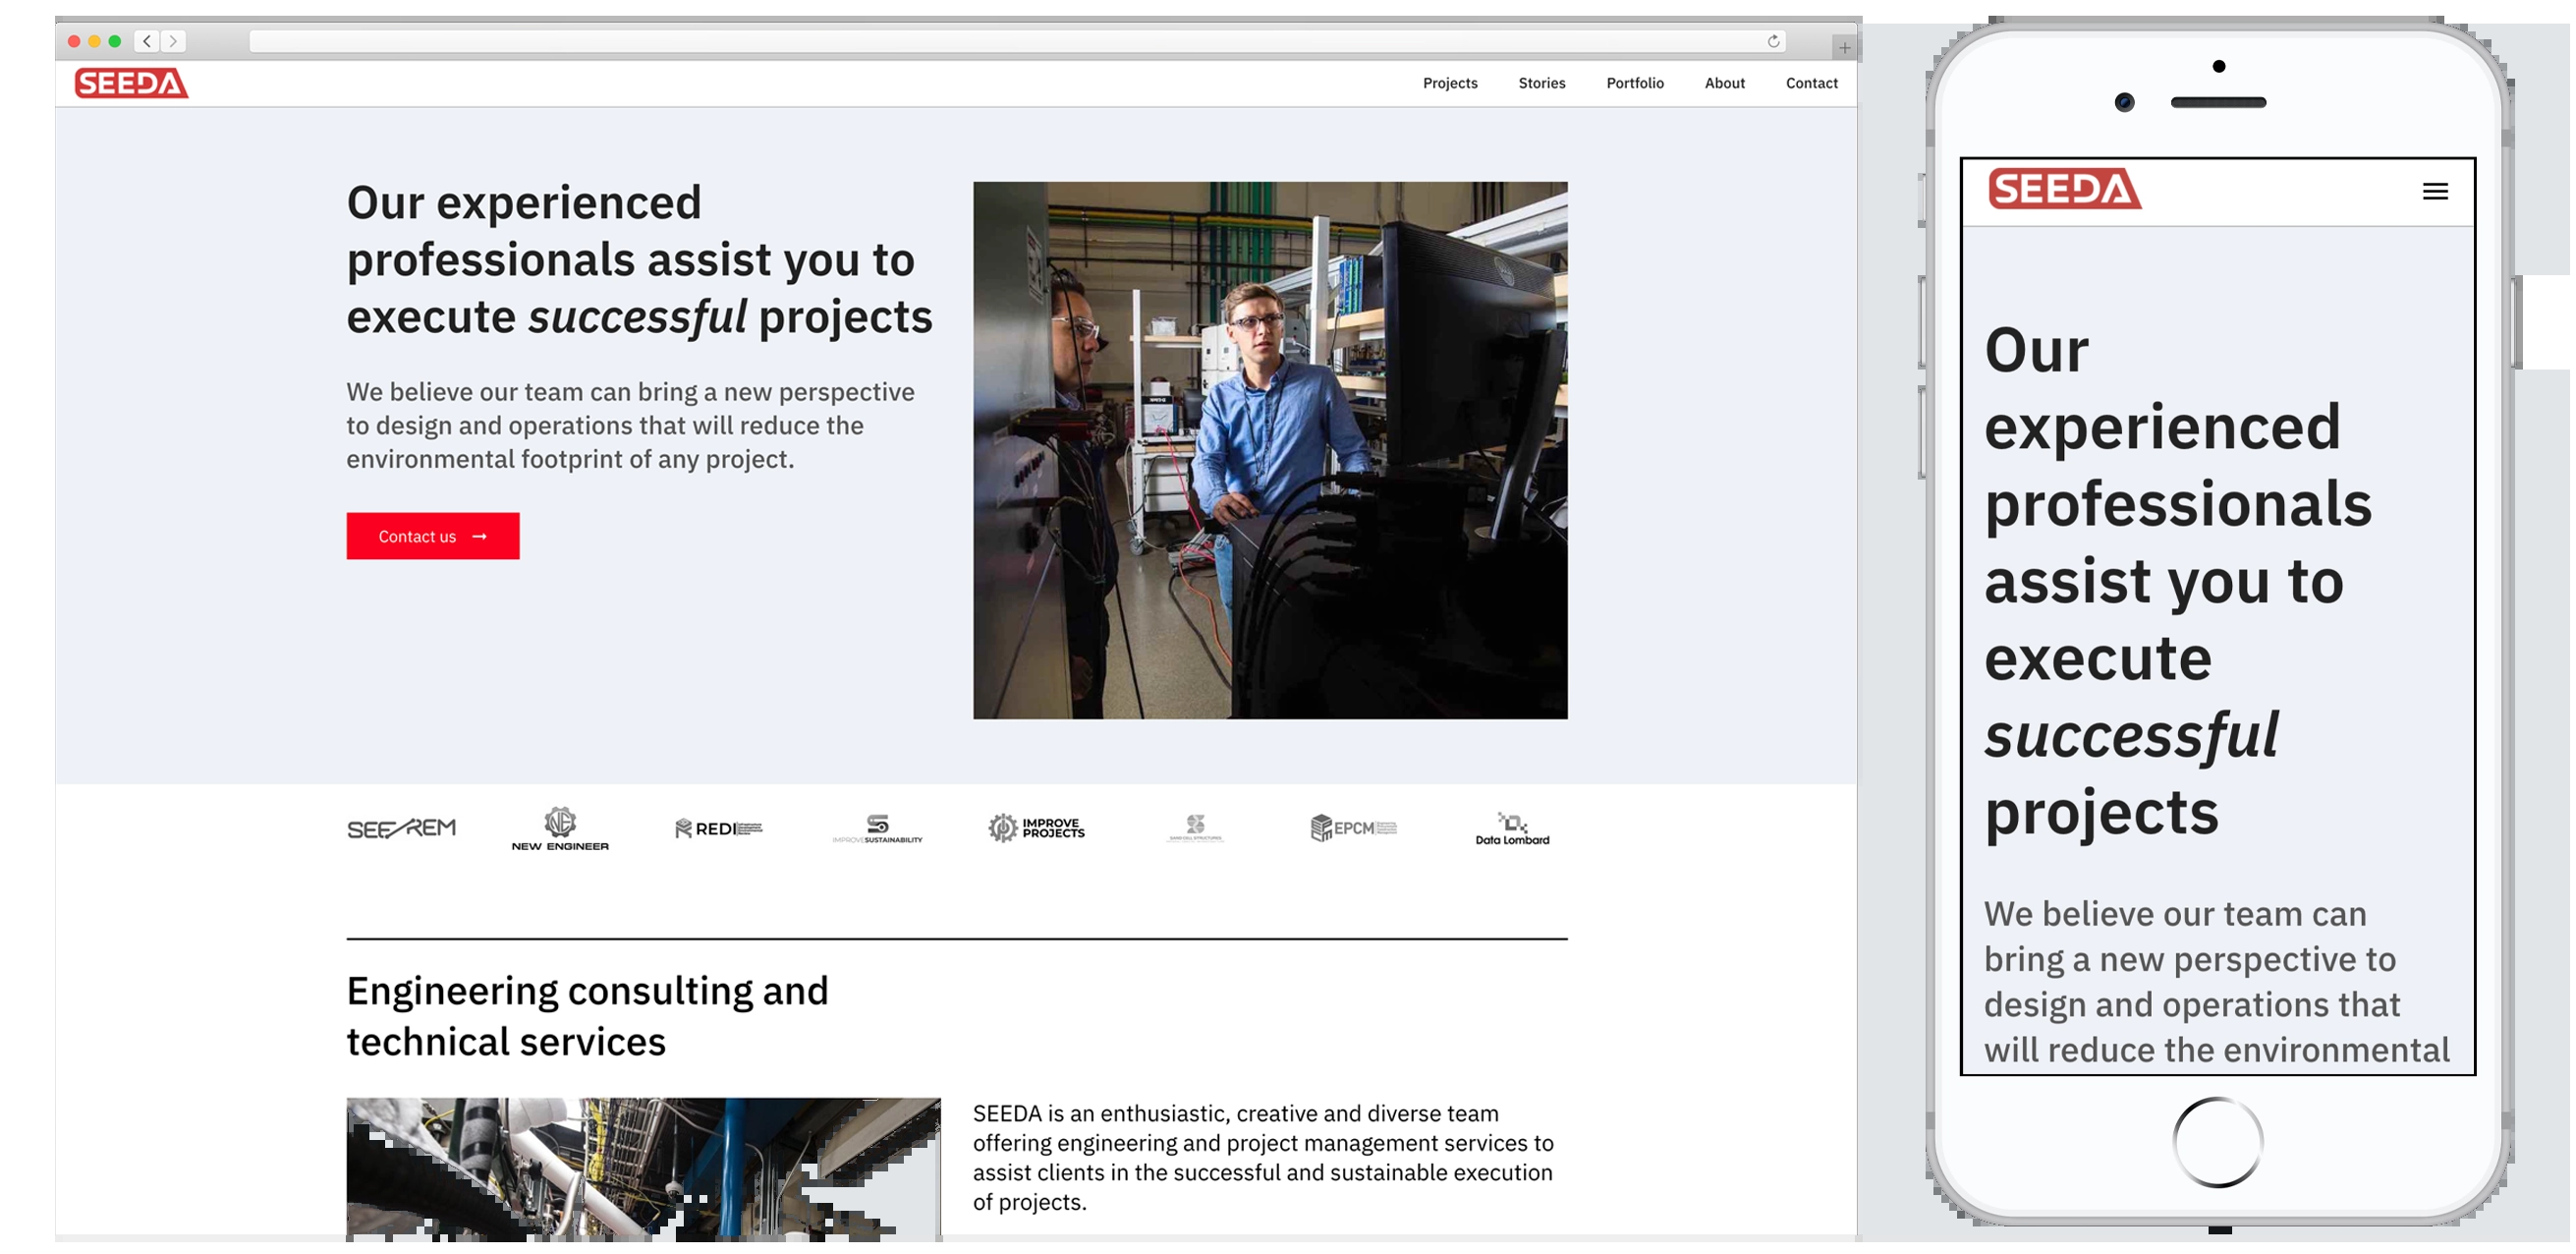 SEEDA
Projects Stories Portfolio About Contact
Our experienced
professionals assist you to
execute successful projects
We believe our team can bring a new perspective
to design and operations that will reduce the
environmental footprint of any project.
Contact us
NEW ENGINEER
REDI
IMPROVESUSTAINABILITY
IMPROVE
PROJECTS
EPCM
Data Lombard
Engineering consulting and
technical services
SEEDA is an enthusiastic, creative and diverse team
offering engineering and project management services to
assist clients in the successful and sustainable execution
of projects.
SEEDA
Our
experienced
professionals
assist you to
execute
successful
projects
We believe our team can
bring a new perspective to
design and operations that
will reduce the environmental